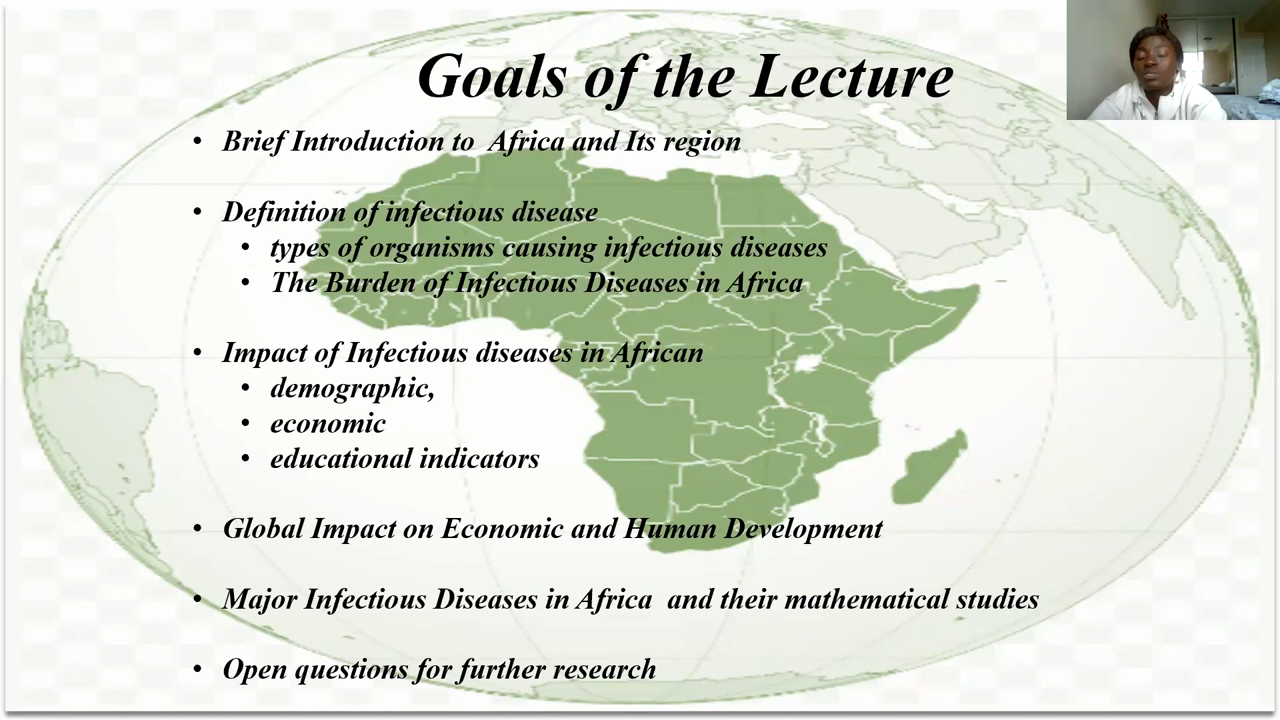 Goals of the Lecture
• Brief Introduction to Africa and Its region
• Definition of infectious disease
• types of organisms causing infectious diseases
• The Burden of Infectious Diseases in Africa
• Impact of Infectious diseases in African
• demographic,
• economic
• educational indicators
• Global Impact on Economic and Human Development
• Major Infectious Diseases in Africa and their mathematical studies
• Open questions for further research